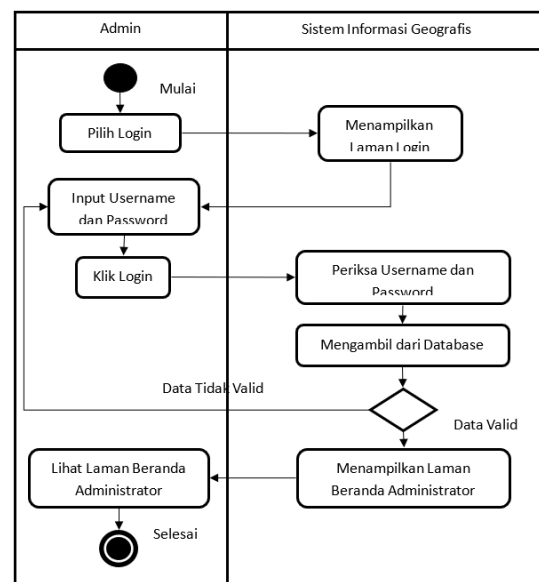 Admin
Sistem Informasi Geografis
Mulai
Pilih Login
Menampilkan
Laman Login
Input Username
dan Password
Klik Login
Periksa Username dan
Password
Mengambil dari Database
Data Tidak Valid
Data Valid
Lihat Laman Beranda
Administrator
Menampilkan Laman
Beranda Administrator
Selesai